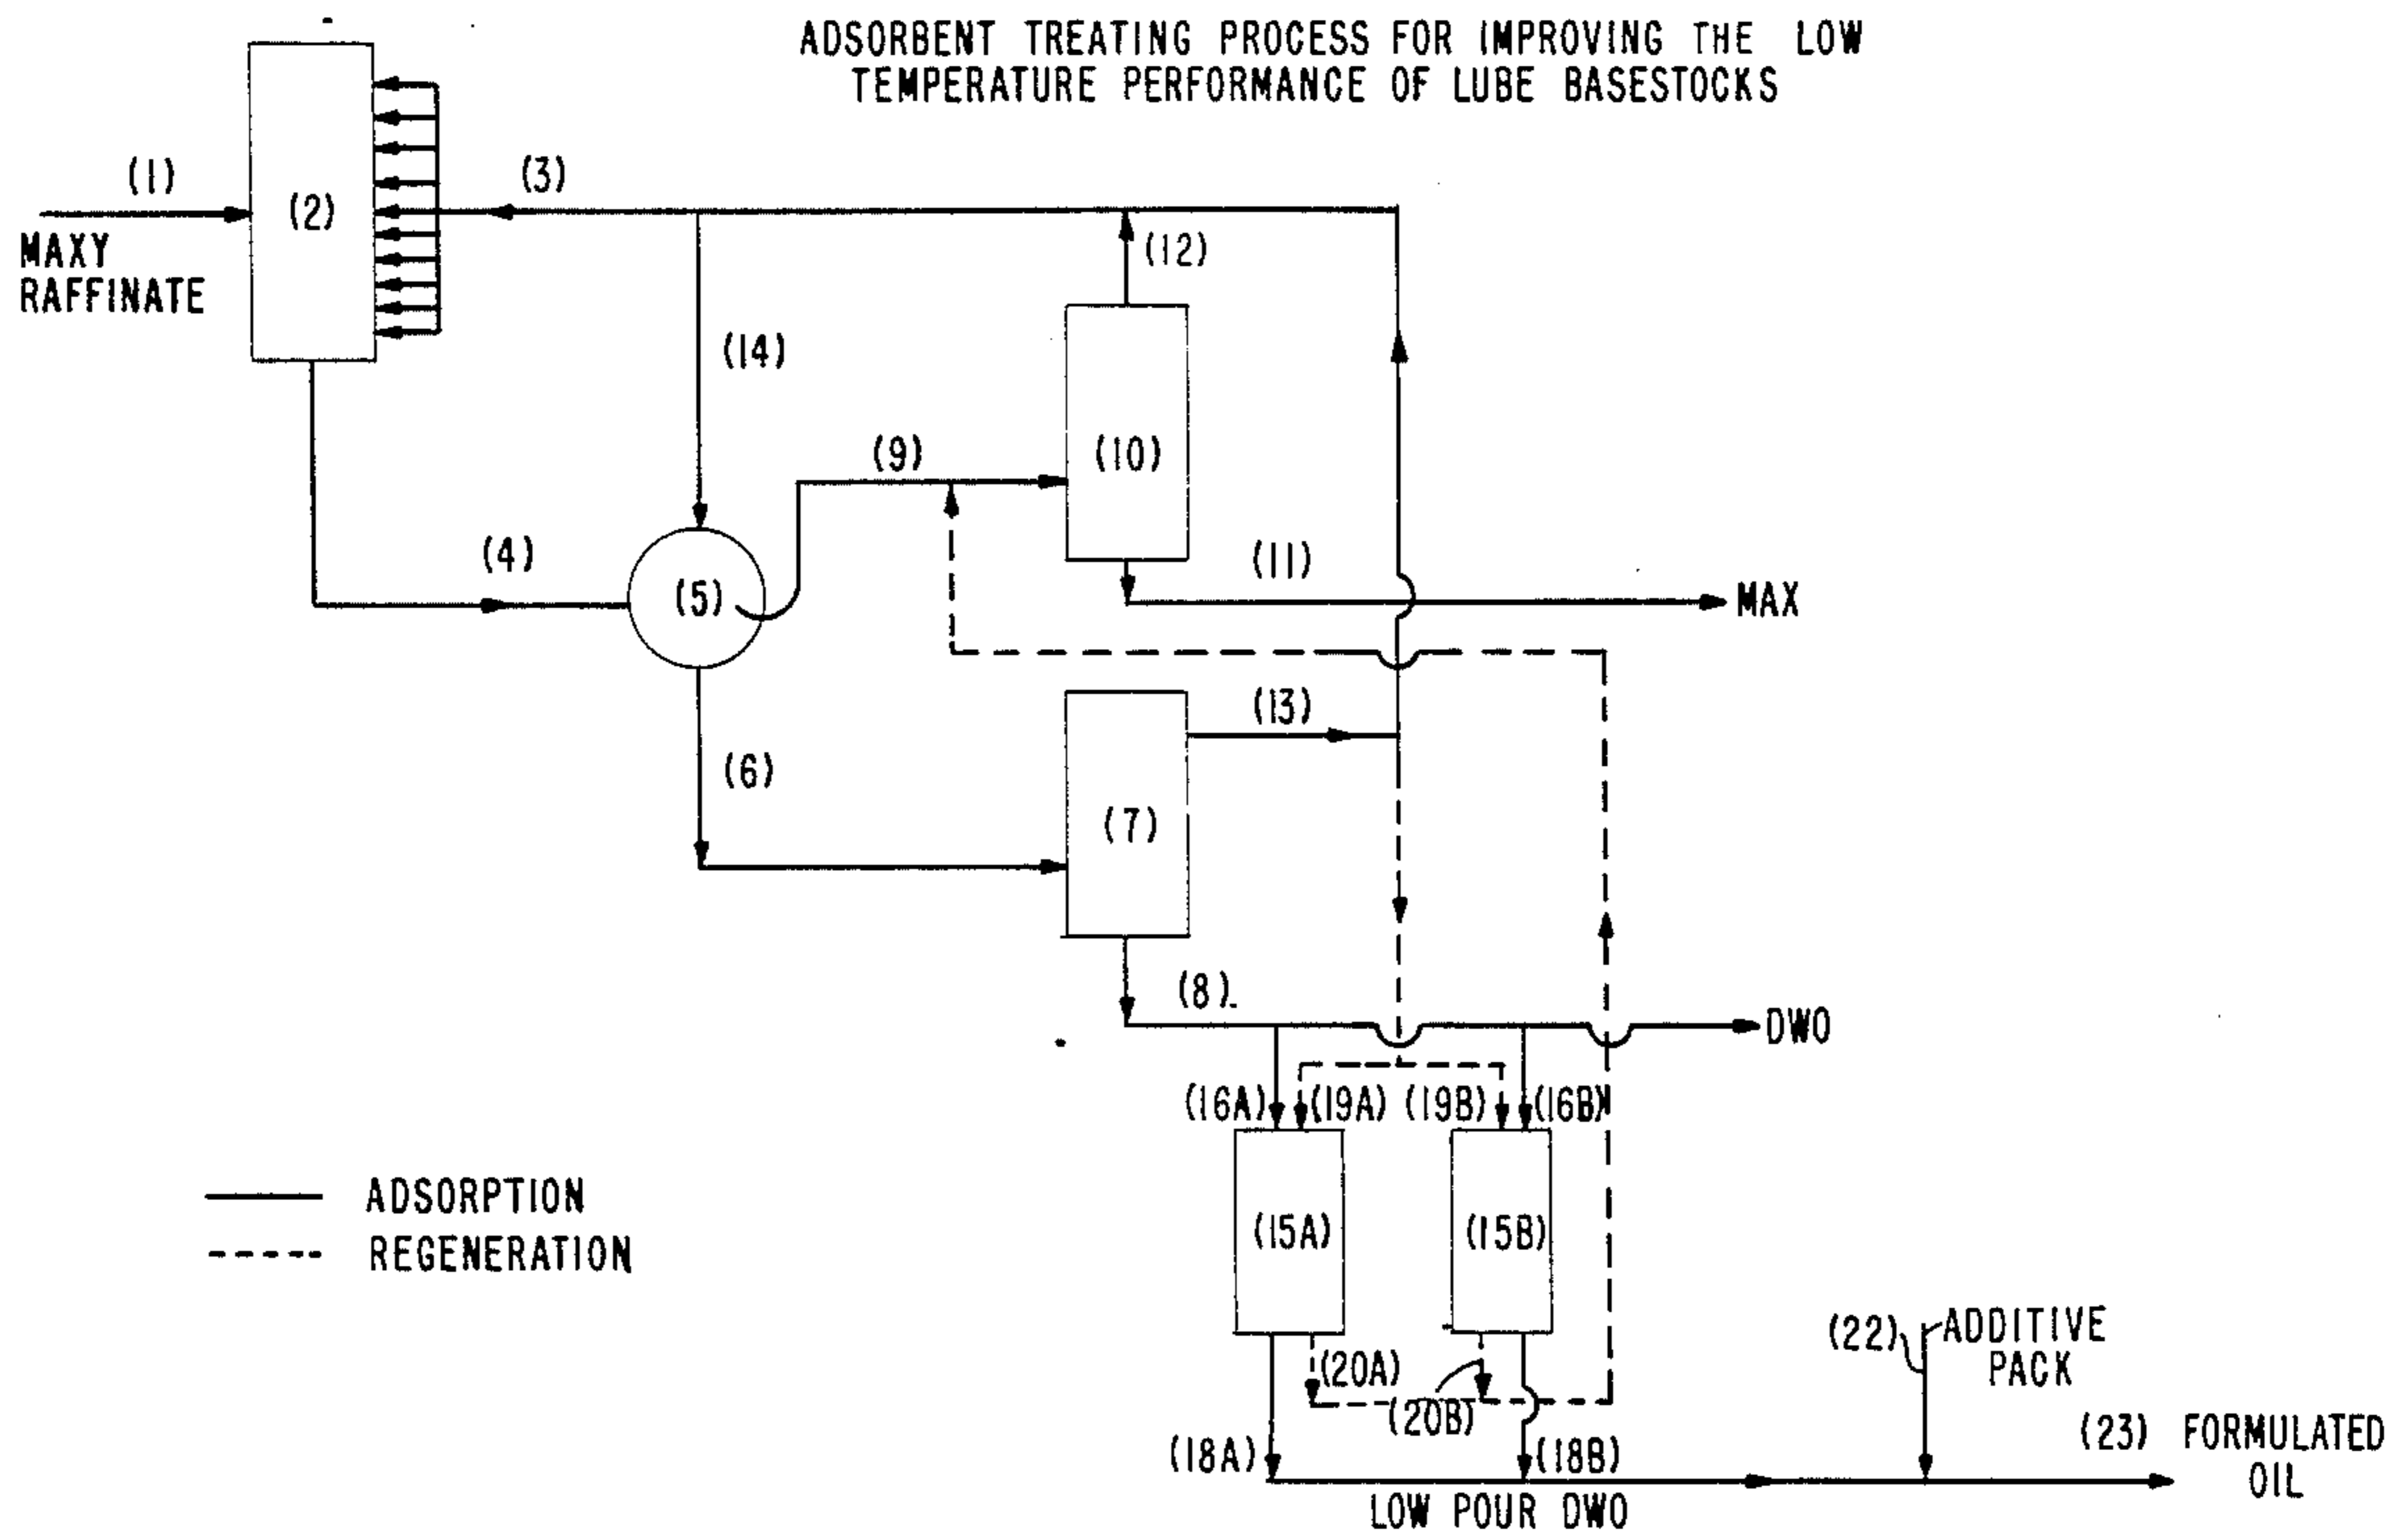 ADSORBENT TREATING PROCESS FOR IMPROVING THE LOW
TEMPERATURE PERFORMANCE OF LUBE BASESTOCKS
(1)
(2)
(3)
MAXY
RAFFINATE
(12)
(14)
(9)
(10)
(4)
(5)
(11)
MAX
(13)
(6)
(7)
(8)
DWO
(16A)
(19A)
(19B)
(16B)
ADSORPTION
REGENERATION
(15A)
(15B)
(20A)
(20B)
(22)
ADDITIVE
PACK
(18A)
(18B)
(23) FORMULATED
OIL
LOW POUR DWO